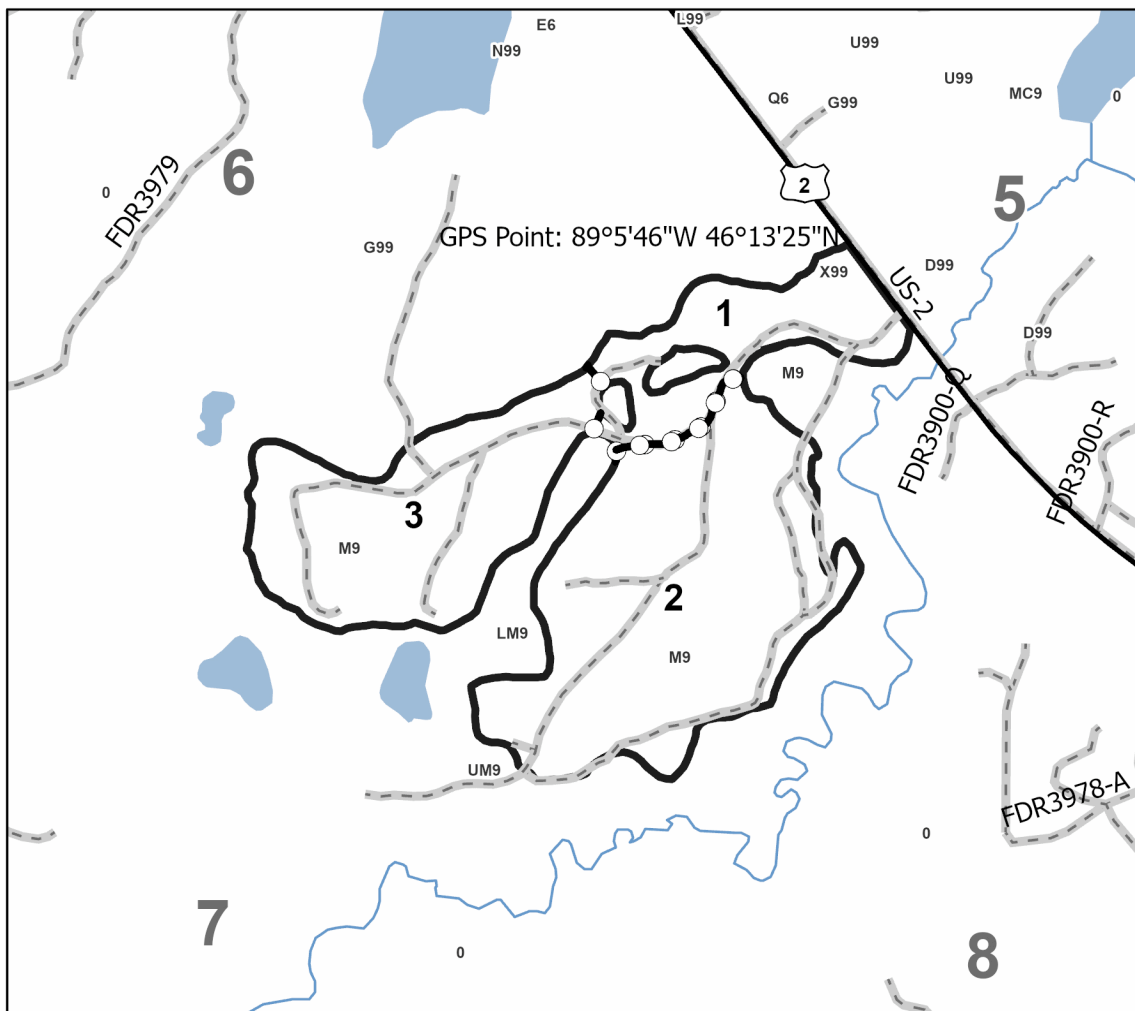 L99
E6
U99
N99
U99
MC9
0
Q6
G99
6
FDR3979
0
2
5
GPS Point: 89°5'46"W 46°13'25"N
G99
X99
D99
US-2
1
D99
M9
FDR3900-Q
FDR3900-R
3
M9
2
LM9
M9
UM9
FDR3978-A
0
7
0
8